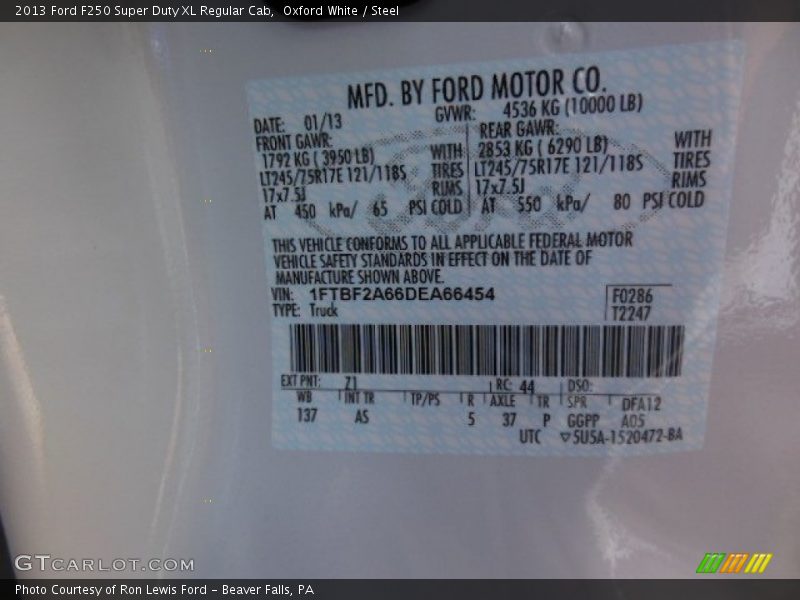 2013 Ford F250 Super Duty XL Regular Cab, Oxford White / Steel
MFD. BY FORD MOTOR CO.
DATE: 01/13 GVWR: 4536 KG (10000 LB)
FRONT GAWR: REAR GAWR:
1792 KG ( 3950 LB) WITH 2853 KG ( 6290 LB) WITH
LT245/75R17E 121/118S TIRES LT245/75R17E 121/118S TIRES
17x7.5J RIMS 17x7.5J RIMS
AT 450 kPa/ 65 PSI COLD AT 550 kPa/ 80 PSI COLD
THIS VEHICLE CONFORMS TO ALL APPLICABLE FEDERAL MOTOR
VEHICLE SAFETY STANDARDS IN EFFECT ON THE DATE OF
MANUFACTURE SHOWN ABOVE.
VIN: 1FTBF2A66DEA66454 F0286
TYPE: Truck T2247
EXT PNT: Z1 RC: 44 DSO:
WB INT TR TP/PS R AXLE TR SPR DFA12
137 AS 5 37 P GGPP A05
UTC ▽5U5A-1520472-BA
GTCARLOT.COM
Photo Courtesy of Ron Lewis Ford - Beaver Falls, PA